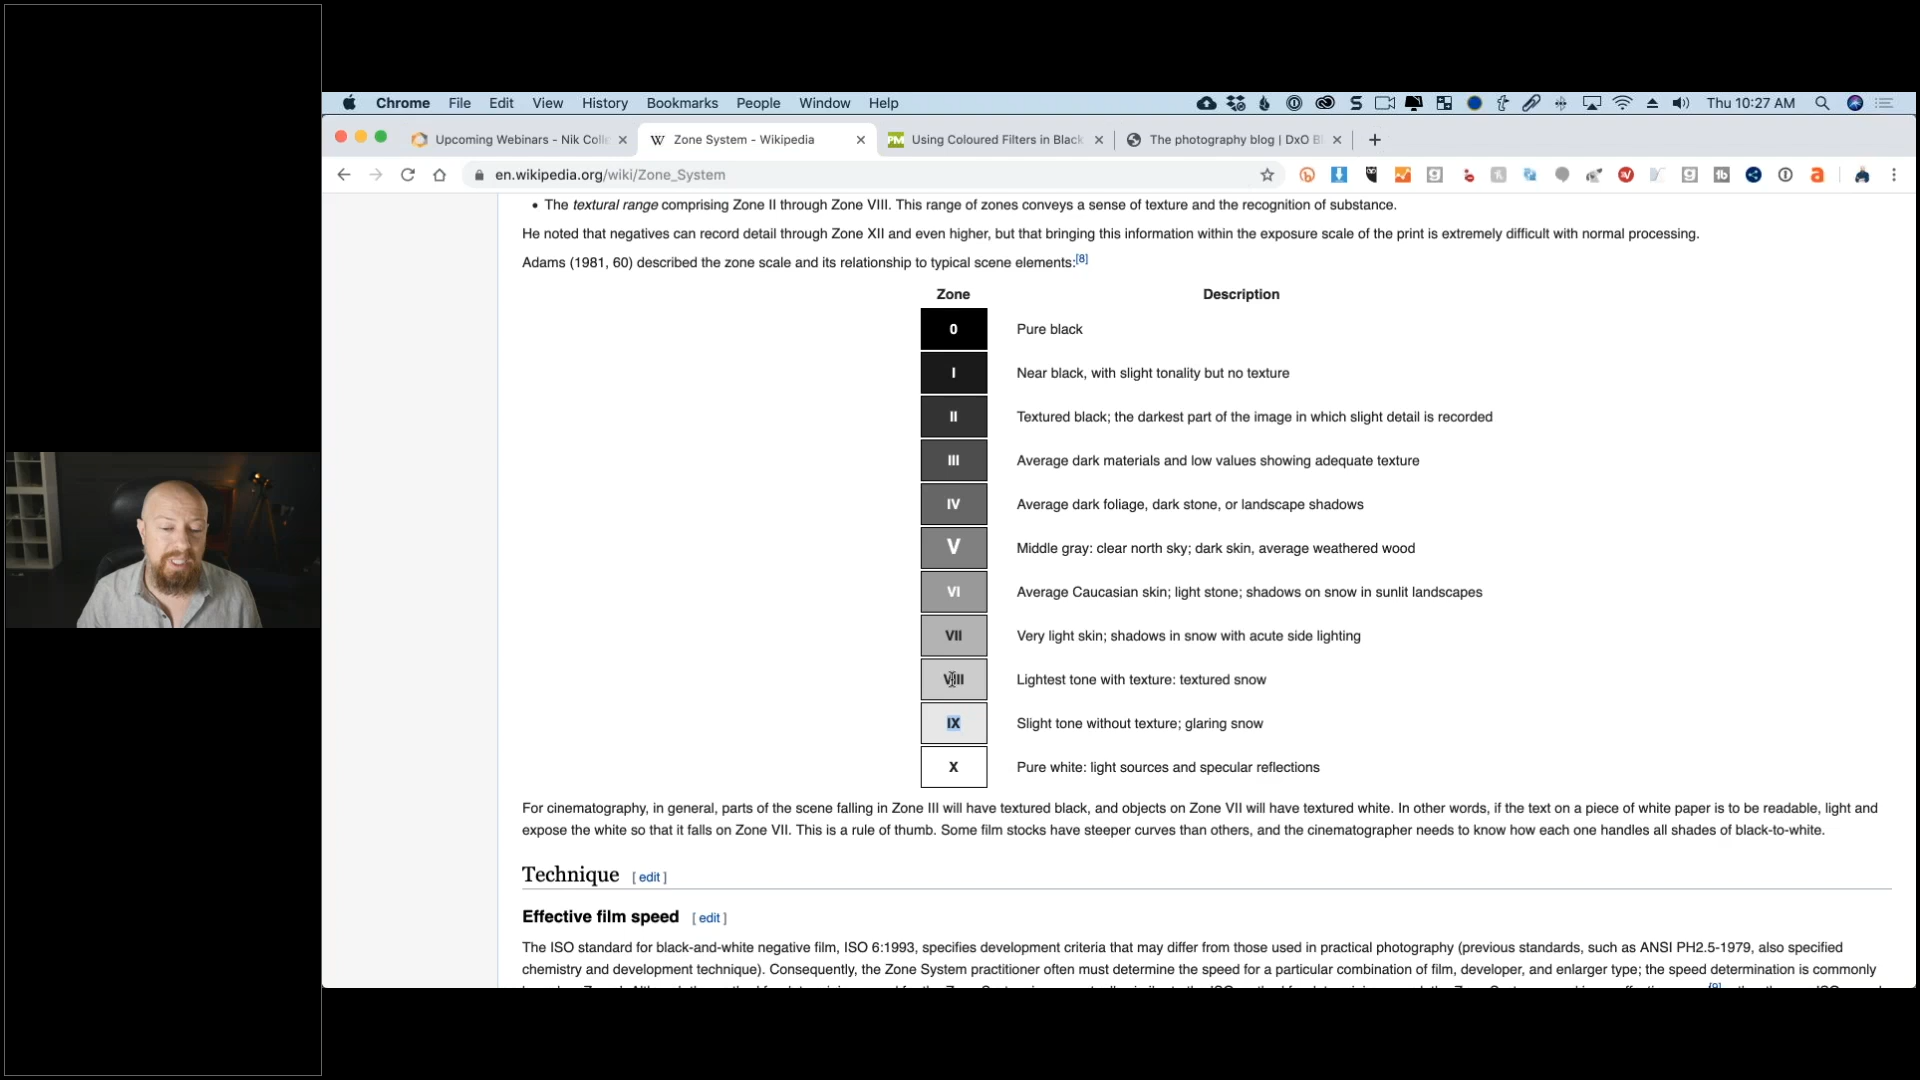 Chrome File Edit View History Bookmarks People Window Help Thu 10:27 AM
Upcoming Webinars - Nik Colle Zone System - Wikipedia Using Coloured Filters in Black The photography blog | DxO Bl
en.wikipedia.org/wiki/Zone_System
• The textural range comprising Zone II through Zone VIII. This range of zones conveys a sense of texture and the recognition of substance.
He noted that negatives can record detail through Zone XII and even higher, but that bringing this information within the exposure scale of the print is extremely difficult with normal processing.
Adams (1981, 60) described the zone scale and its relationship to typical scene elements:[8]
Zone Description
0 Pure black
I Near black, with slight tonality but no texture
II Textured black; the darkest part of the image in which slight detail is recorded
III Average dark materials and low values showing adequate texture
IV Average dark foliage, dark stone, or landscape shadows
V Middle gray: clear north sky; dark skin, average weathered wood
VI Average Caucasian skin; light stone; shadows on snow in sunlit landscapes
VII Very light skin; shadows in snow with acute side lighting
VIII Lightest tone with texture: textured snow
IX Slight tone without texture; glaring snow
X Pure white: light sources and specular reflections
For cinematography, in general, parts of the scene falling in Zone III will have textured black, and objects on Zone VII will have textured white. In other words, if the text on a piece of white paper is to be readable, light and
expose the white so that it falls on Zone VII. This is a rule of thumb. Some film stocks have steeper curves than others, and the cinematographer needs to know how each one handles all shades of black-to-white.
Technique [ edit ]
Effective film speed [ edit ]
The ISO standard for black-and-white negative film, ISO 6:1993, specifies development criteria that may differ from those used in practical photography (previous standards, such as ANSI PH2.5-1979, also specified
chemistry and development technique). Consequently, the Zone System practitioner often must determine the speed for a particular combination of film, developer, and enlarger type; the speed determination is commonly